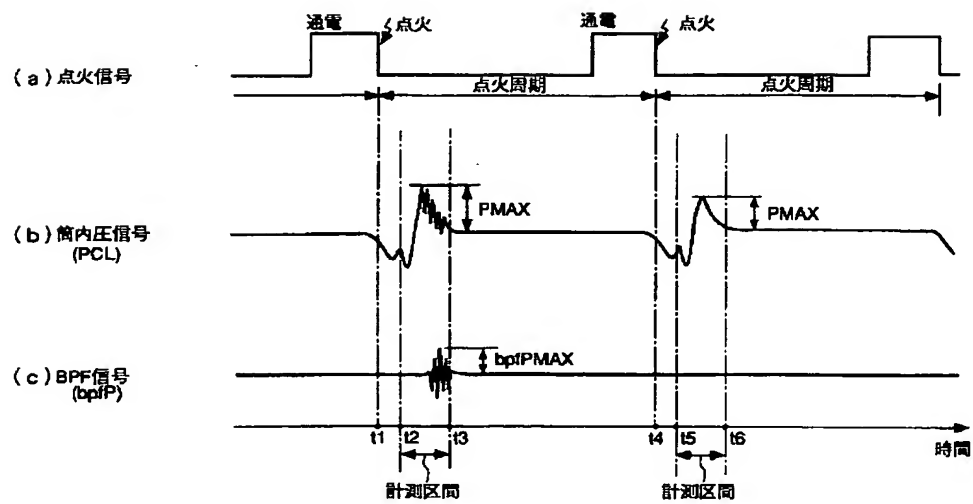 通電
点火
通電
点火
(a)点火信号
点火周期
点火周期
PMAX
PMAX
(b)筒内圧信号
(PCL)
bpfPMAX
(c)BPF信号
(bpfP)
t1 t2 t3 t4 t5 t6
時間
計測区間
計測区間